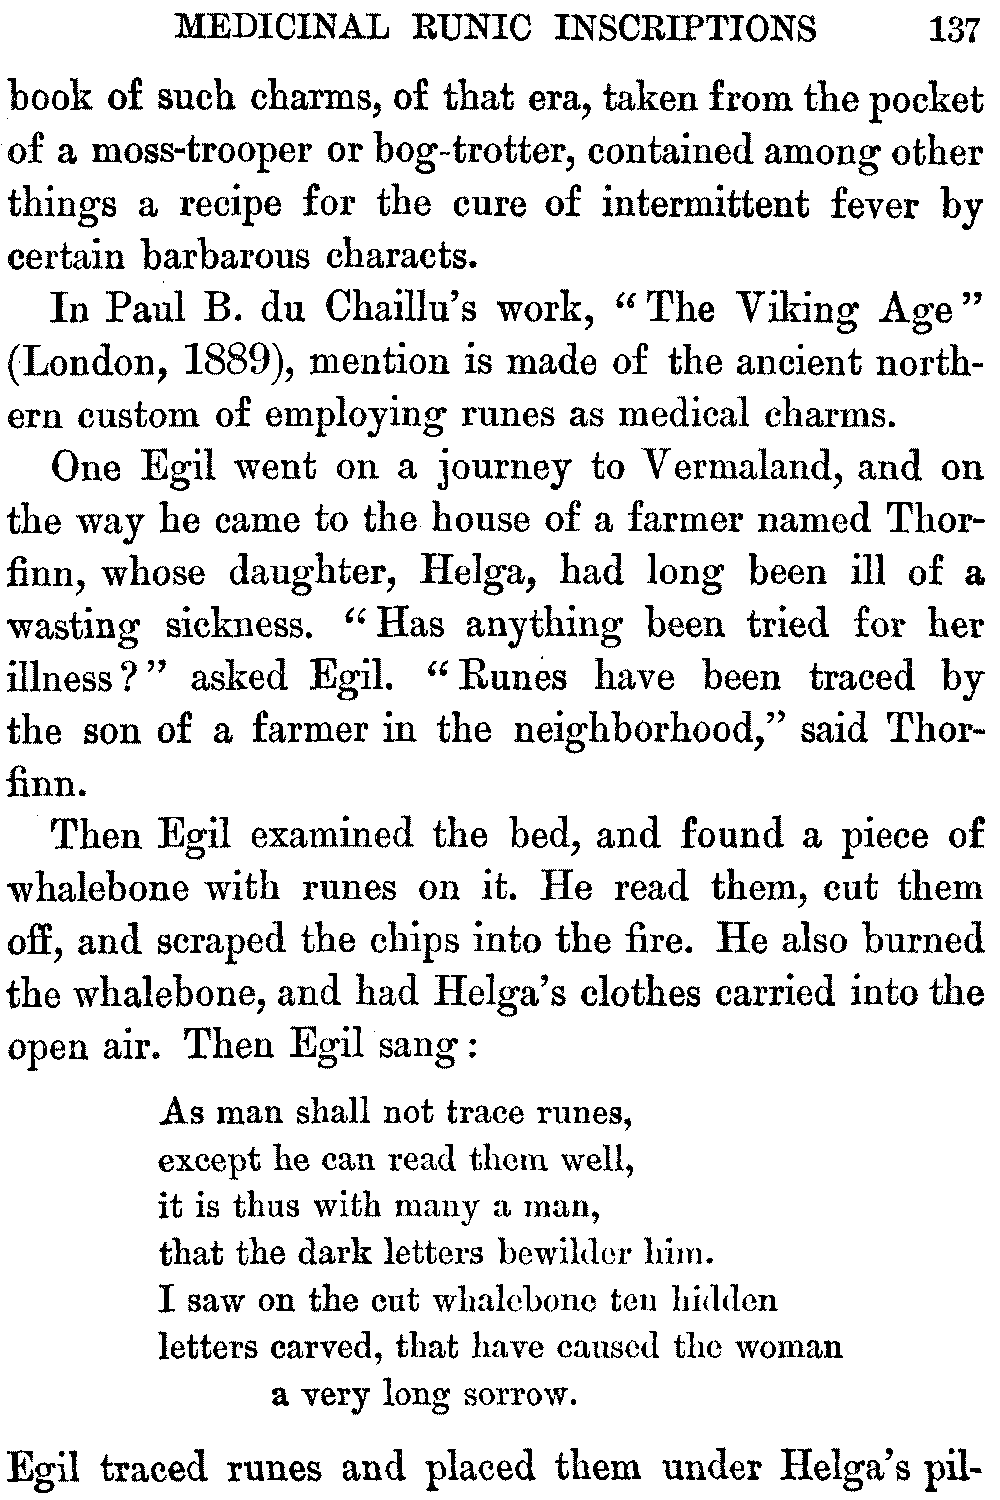 MEDICINAL RUNIC INSCRIPTIONS 137
book of such charms, of that era, taken from the pocket
of a moss-trooper or bog-trotter, contained among other
things a recipe for the cure of intermittent fever by
certain barbarous characts.
In Paul B. du Chaillu's work, "The Viking Age"
(London, 1889), mention is made of the ancient north-
ern custom of employing runes as medical charms.
One Egil went on a journey to Vermaland, and on
the way he came to the house of a farmer named Thor-
finn, whose daughter, Helga, had long been ill of a
wasting sickness. "Has anything been tried for her
illness?" asked Egil. "Runes have been traced by
the son of a farmer in the neighborhood," said Thor-
finn.
Then Egil examined the bed, and found a piece of
whalebone with runes on it. He read them, cut them
off, and scraped the chips into the fire. He also burned
the whalebone, and had Helga's clothes carried into the
open air. Then Egil sang:
As man shall not trace runes,
except he can read them well,
it is thus with many a man,
that the dark letters bewilder him.
I saw on the cut whalebone ten hidden
letters carved, that have caused the woman
a very long sorrow.
Egil traced runes and placed them under Helga's pil-